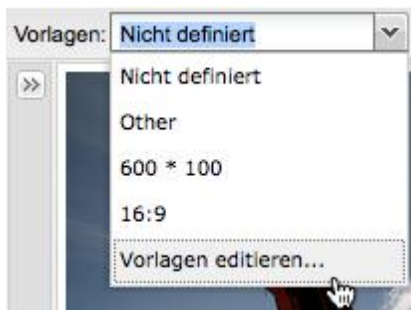 Vorlagen: Nicht definiert
Nicht definiert
Other
600 * 100
16:9
Vorlagen editieren...